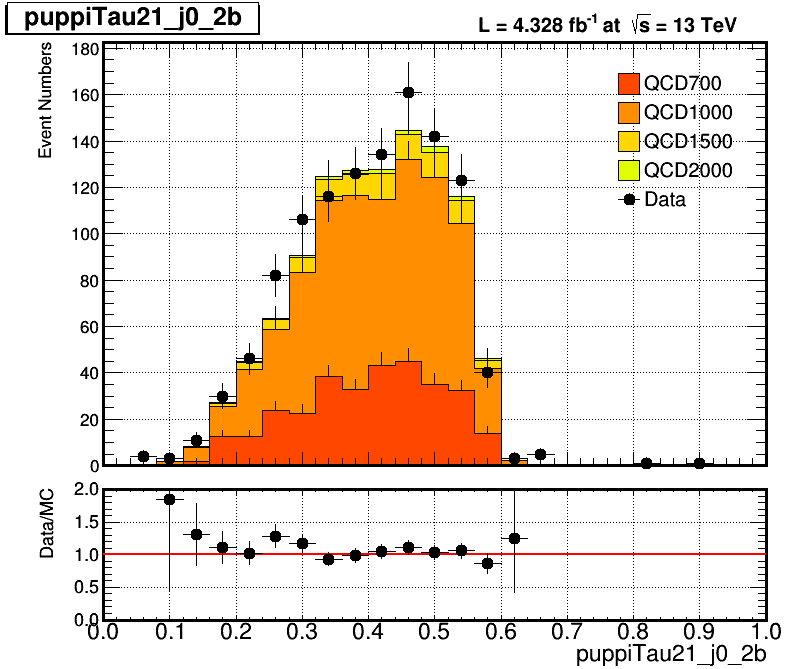 puppiTau21_j0_2b
L = 4.328 fb⁻¹ at √s = 13 TeV
Event Numbers
180
160
140
120
100
80
60
40
20
0
QCD700
QCD1000
QCD1500
QCD2000
Data
Data/MC
2.0
1.5
1.0
0.5
0.0
0.0 0.1 0.2 0.3 0.4 0.5 0.6 0.7 0.8 0.9 1.0
puppiTau21_j0_2b